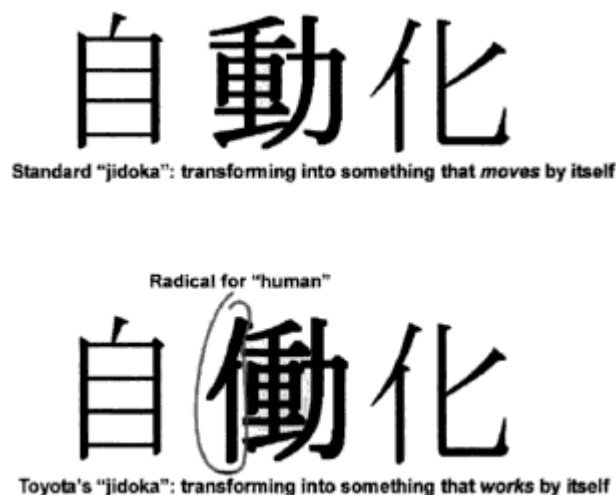 自動化
Standard “jidoka”: transforming into something that moves by itself
Radical for “human”
自働化
Toyota’s “jidoka”: transforming into something that works by itself